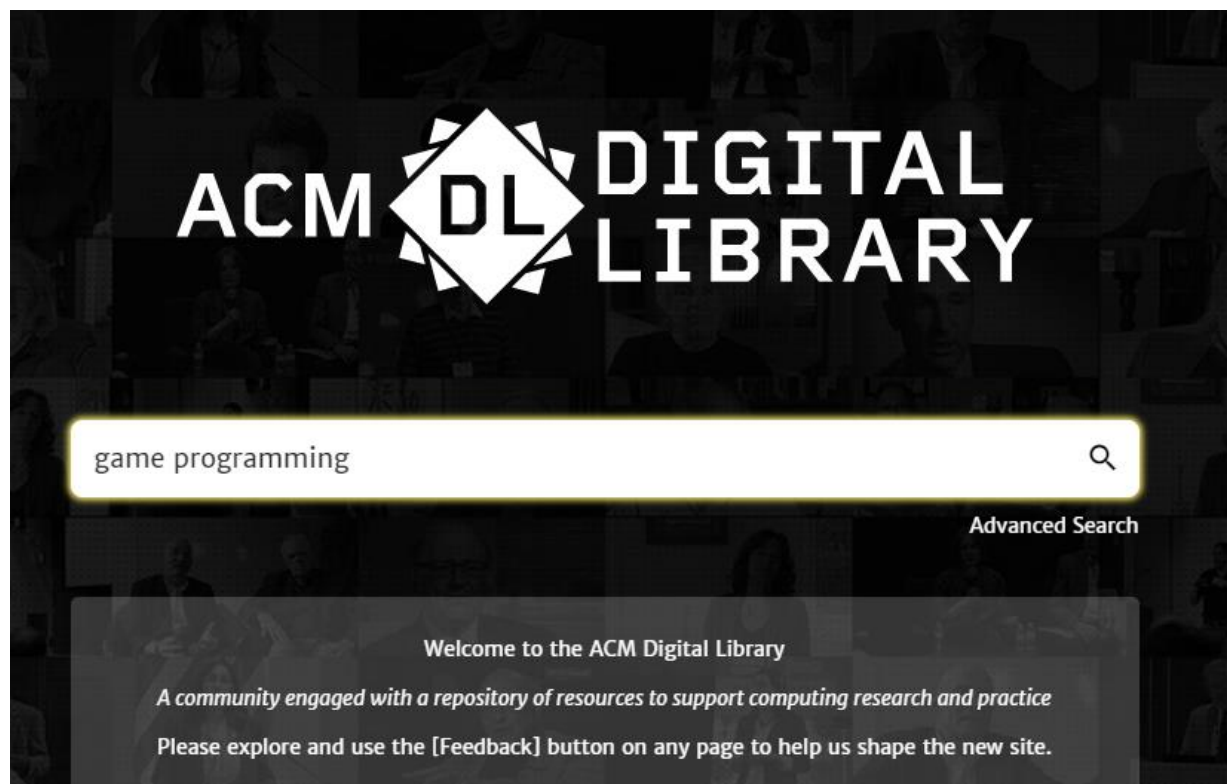 ACM DL DIGITAL
LIBRARY
game programming
Advanced Search
Welcome to the ACM Digital Library
A community engaged with a repository of resources to support computing research and practice
Please explore and use the [Feedback] button on any page to help us shape the new site.